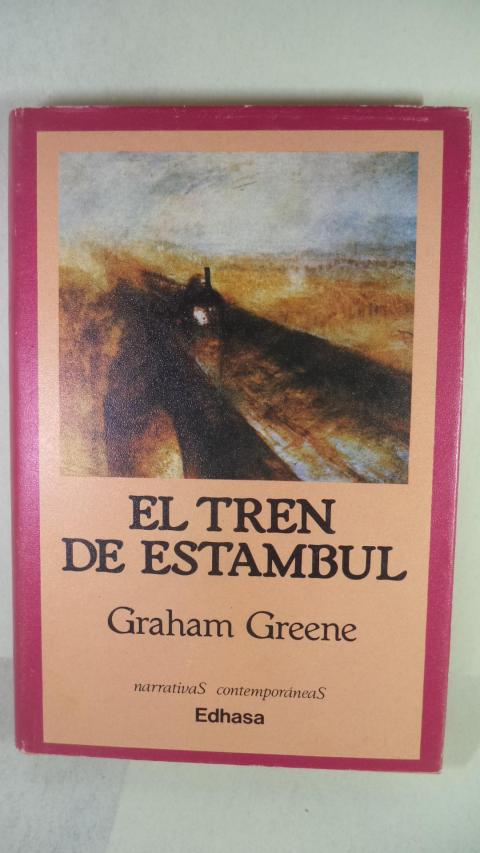 EL TREN
DE ESTAMBUL
Graham Greene
narrativaS contemporáneaS
Edhasa